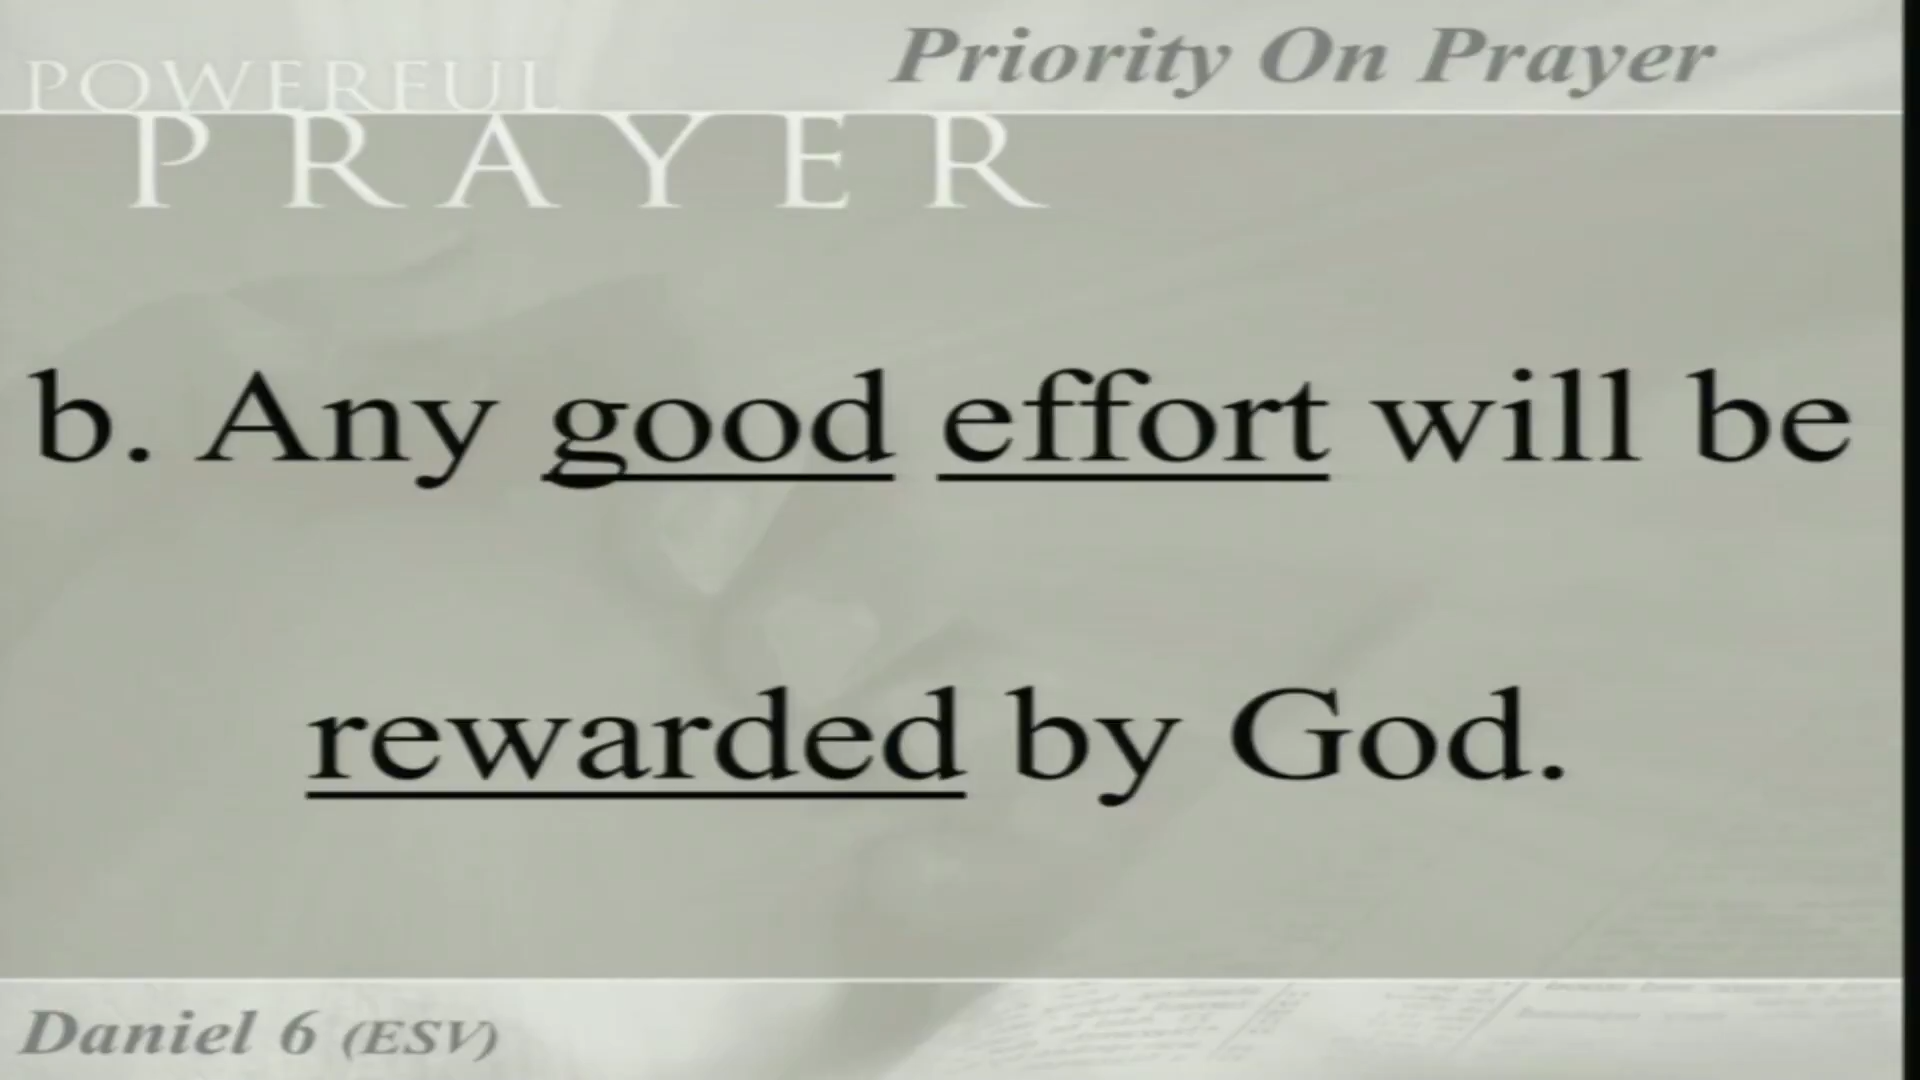 Priority On Prayer
POWERFUL
PRAYER
b. Any good effort will be
rewarded by God.
Daniel 6 (ESV)